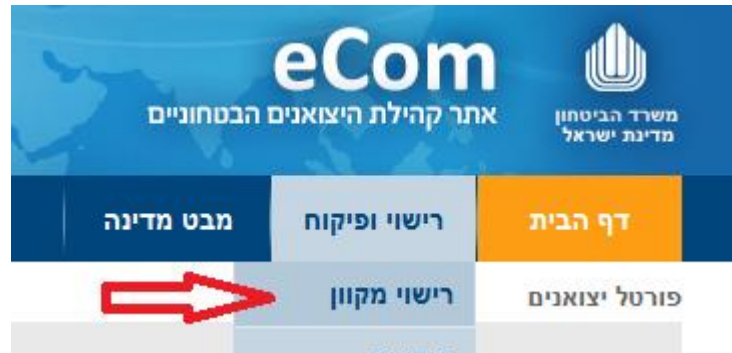 eCom
אתר קהילת היצואנים הבטחוניים
משרד הביטחון
מדינת ישראל
דף הבית
רישוי ופיקוח
מבט מדינה
רישוי מקוון
פורטל יצואנים